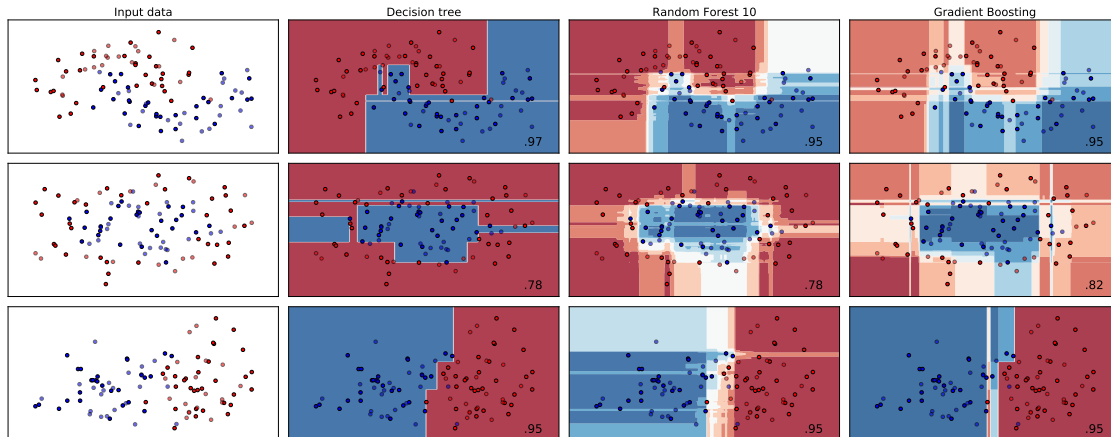 Input data
Decision tree
Random Forest 10
Gradient Boosting
.97
.95
.95
.78
.78
.82
.95
.95
.95